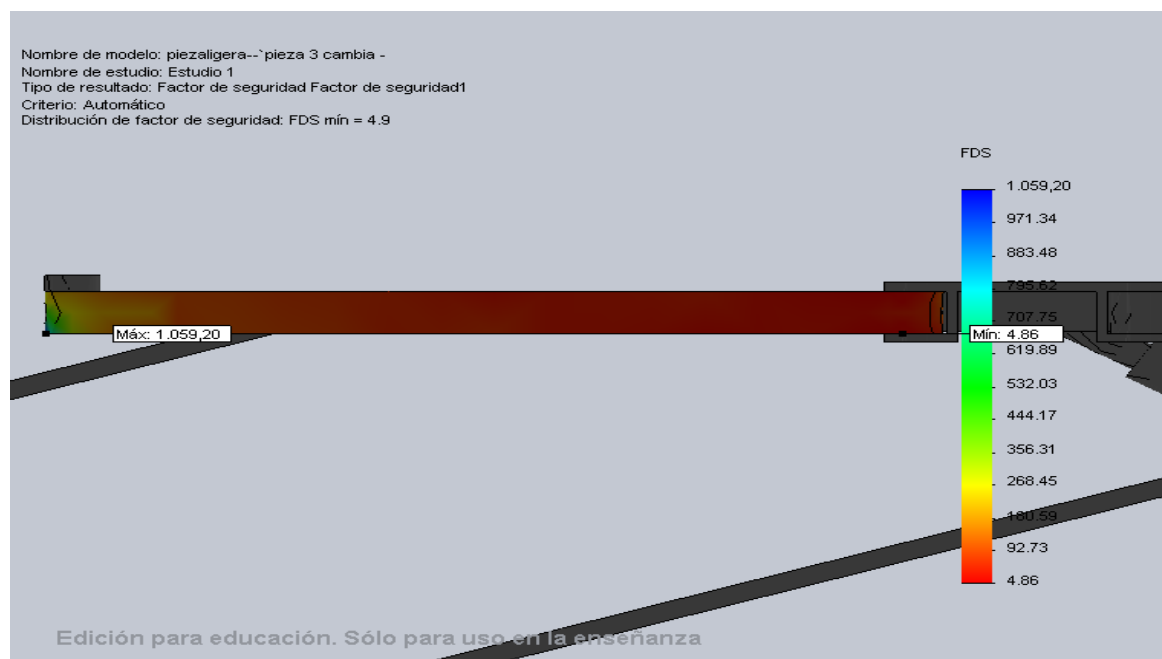 Nombre de modelo: piezaligera--`pieza 3 cambia -
Nombre de estudio: Estudio 1
Tipo de resultado: Factor de seguridad Factor de seguridad1
Criterio: Automático
Distribución de factor de seguridad: FDS mín = 4.9
FDS
1.059,20
971.34
883.48
795.62
707.75
619.89
532.03
444.17
356.31
268.45
180.59
92.73
4.86
Máx: 1.059,20
Mín: 4.86
Edición para educación. Sólo para uso en la enseñanza